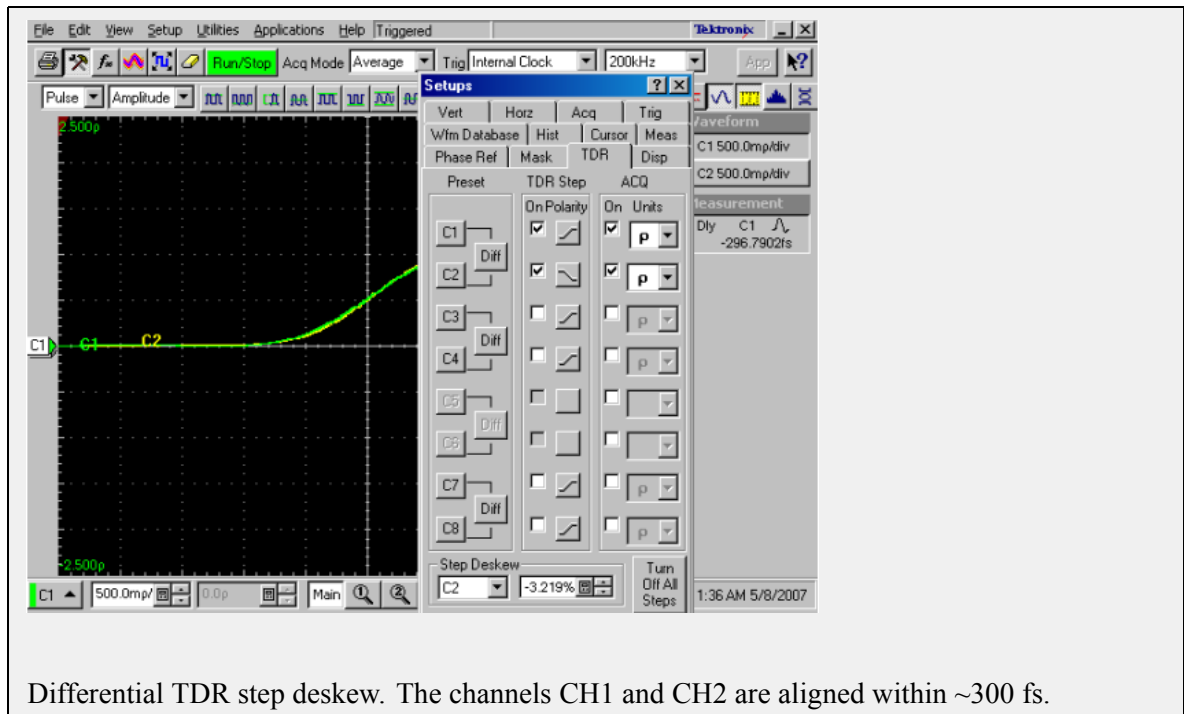 File Edit View Setup Utilities Applications Help Triggered Tektronix
Run/Stop Acq Mode Average Trig Internal Clock 200kHz App
Pulse Amplitude
Setups
Vert Horz Acq Trig
Wfm Database Hist Cursor Meas
Phase Ref Mask TDR Disp
Preset TDR Step ACQ
On Polarity On Units
C1 ρ
Diff
C2 ρ
C3 ρ
Diff
C4 ρ
C5
Diff
C6
C7 ρ
Diff
C8 ρ
Step Deskew
C2 -3.219%
Turn Off All Steps
2.500ρ
C1 C1 C2
-2.500ρ
Waveform
C1 500.0mρ/div
C2 500.0mρ/div
Measurement
Dly C1
-296.7902fs
C1 500.0mρ/ 0.0ρ Main 1 2
1:36 AM 5/8/2007
Differential TDR step deskew. The channels CH1 and CH2 are aligned within ~300 fs.